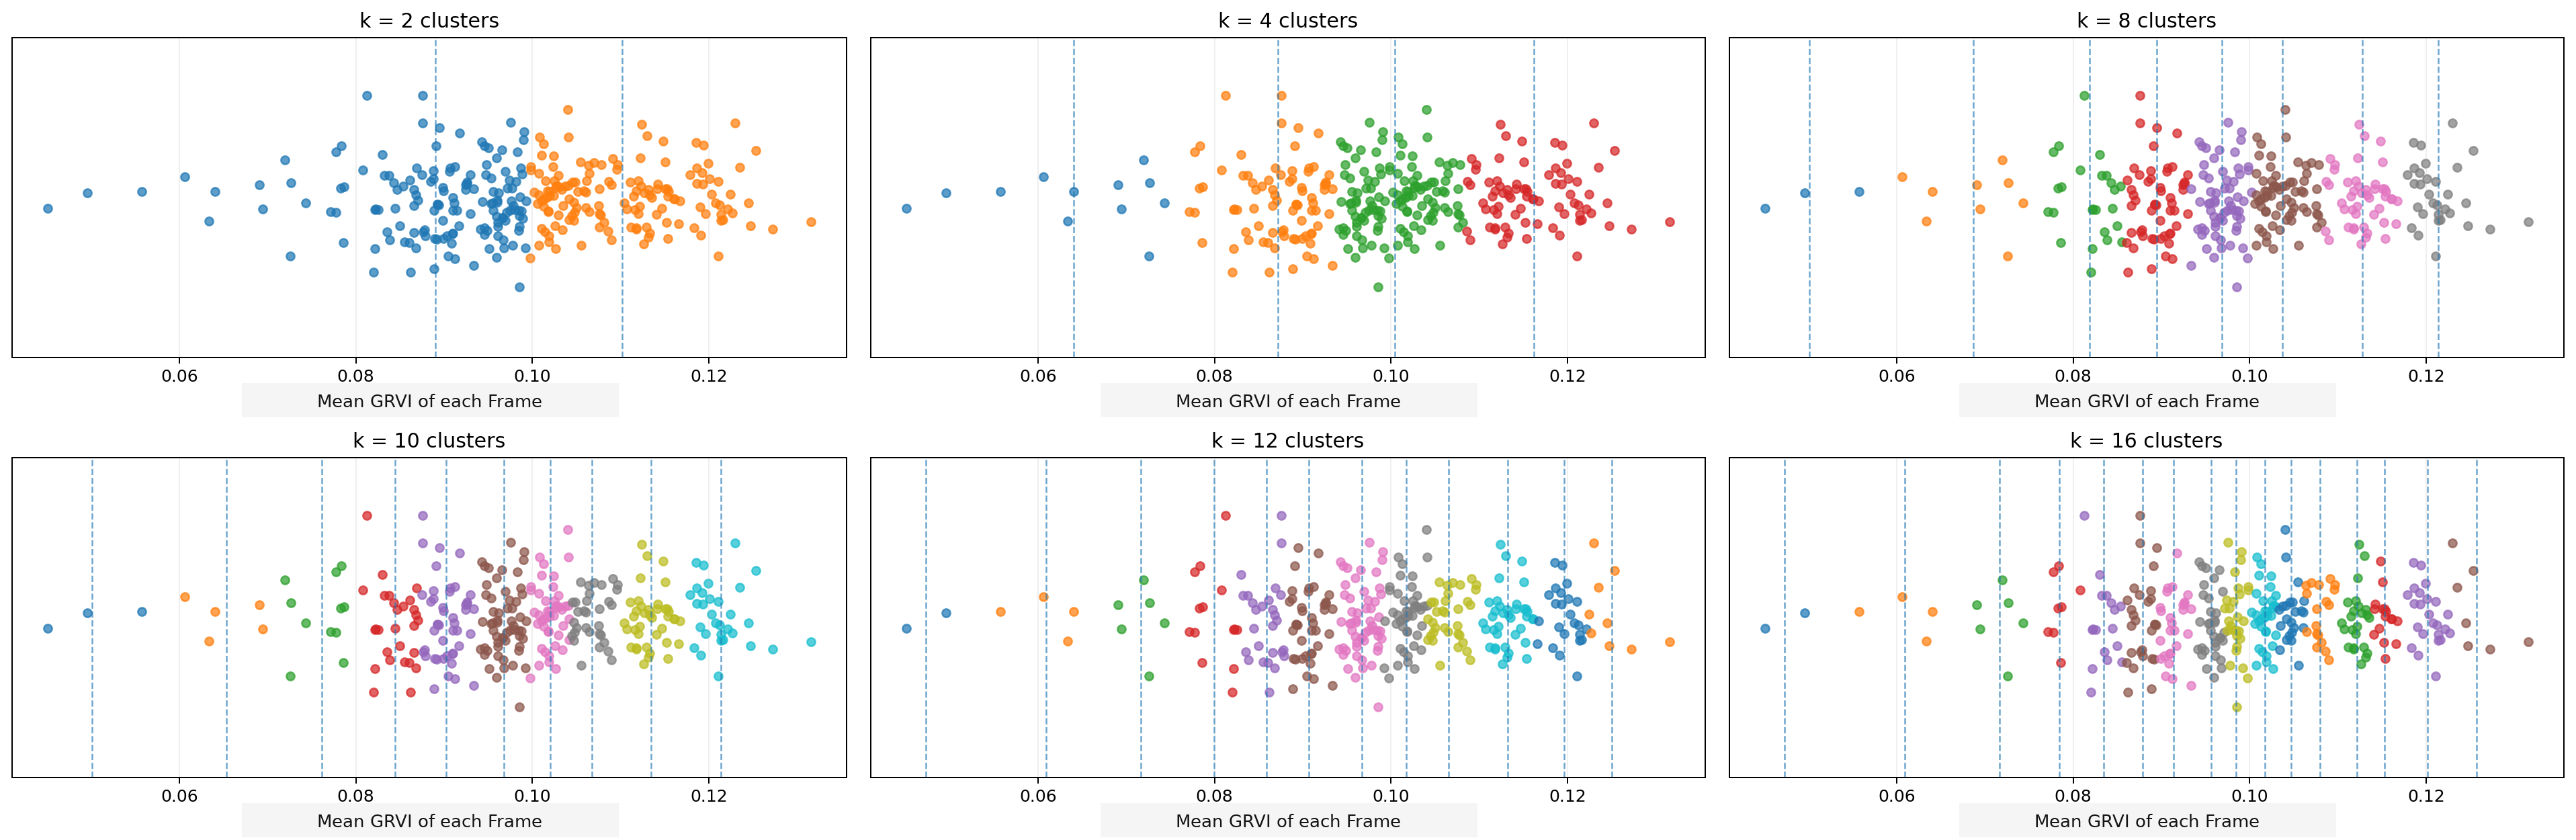 k = 2 clusters
k = 4 clusters
k = 8 clusters
0.06 0.08 0.10 0.12
0.06 0.08 0.10 0.12
0.06 0.08 0.10 0.12
Mean GRVI of each Frame
Mean GRVI of each Frame
Mean GRVI of each Frame
k = 10 clusters
k = 12 clusters
k = 16 clusters
0.06 0.08 0.10 0.12
0.06 0.08 0.10 0.12
0.06 0.08 0.10 0.12
Mean GRVI of each Frame
Mean GRVI of each Frame
Mean GRVI of each Frame